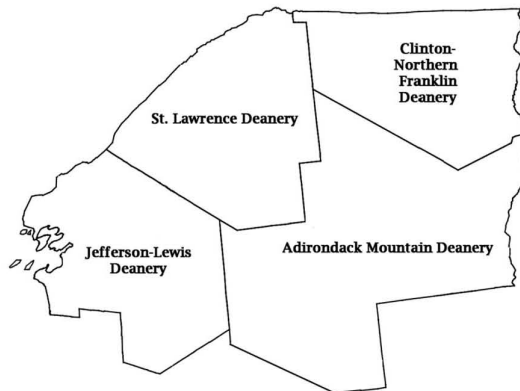 Clinton-
Northern
Franklin
Deanery
St. Lawrence Deanery
Jefferson-Lewis
Deanery
Adirondack Mountain Deanery